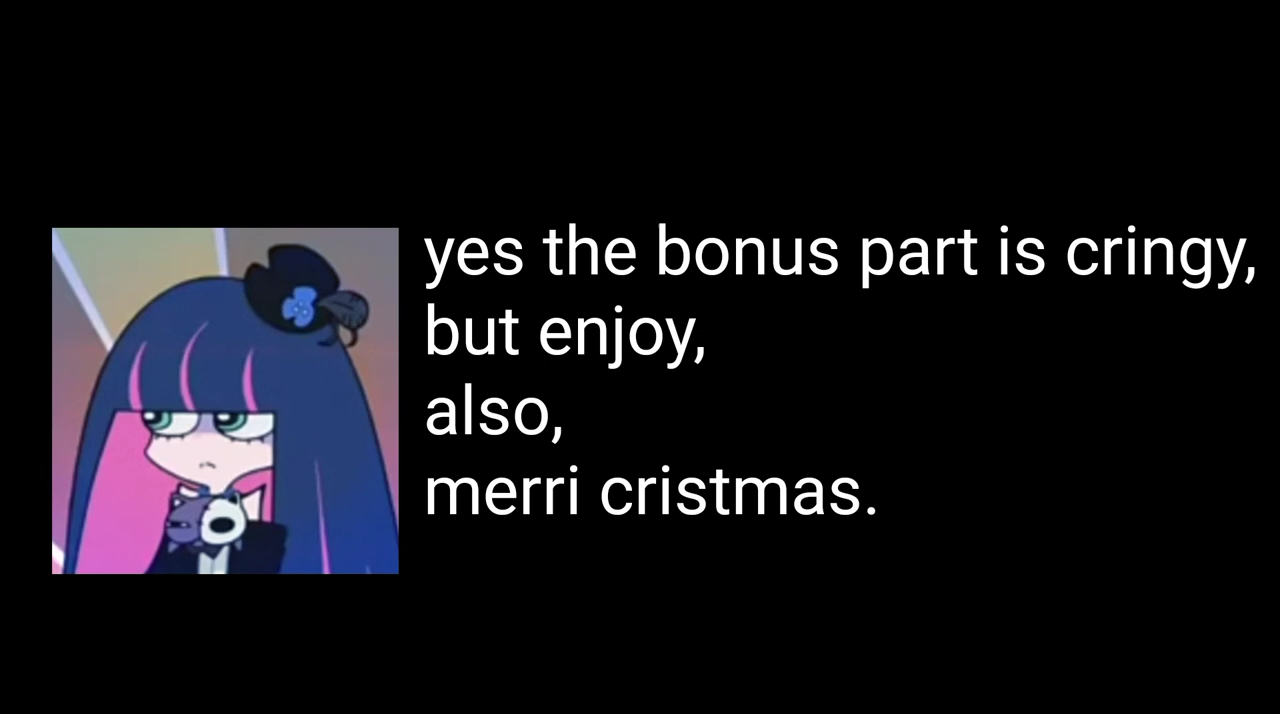 yes the bonus part is cringy,
but enjoy,
also,
merri cristmas.